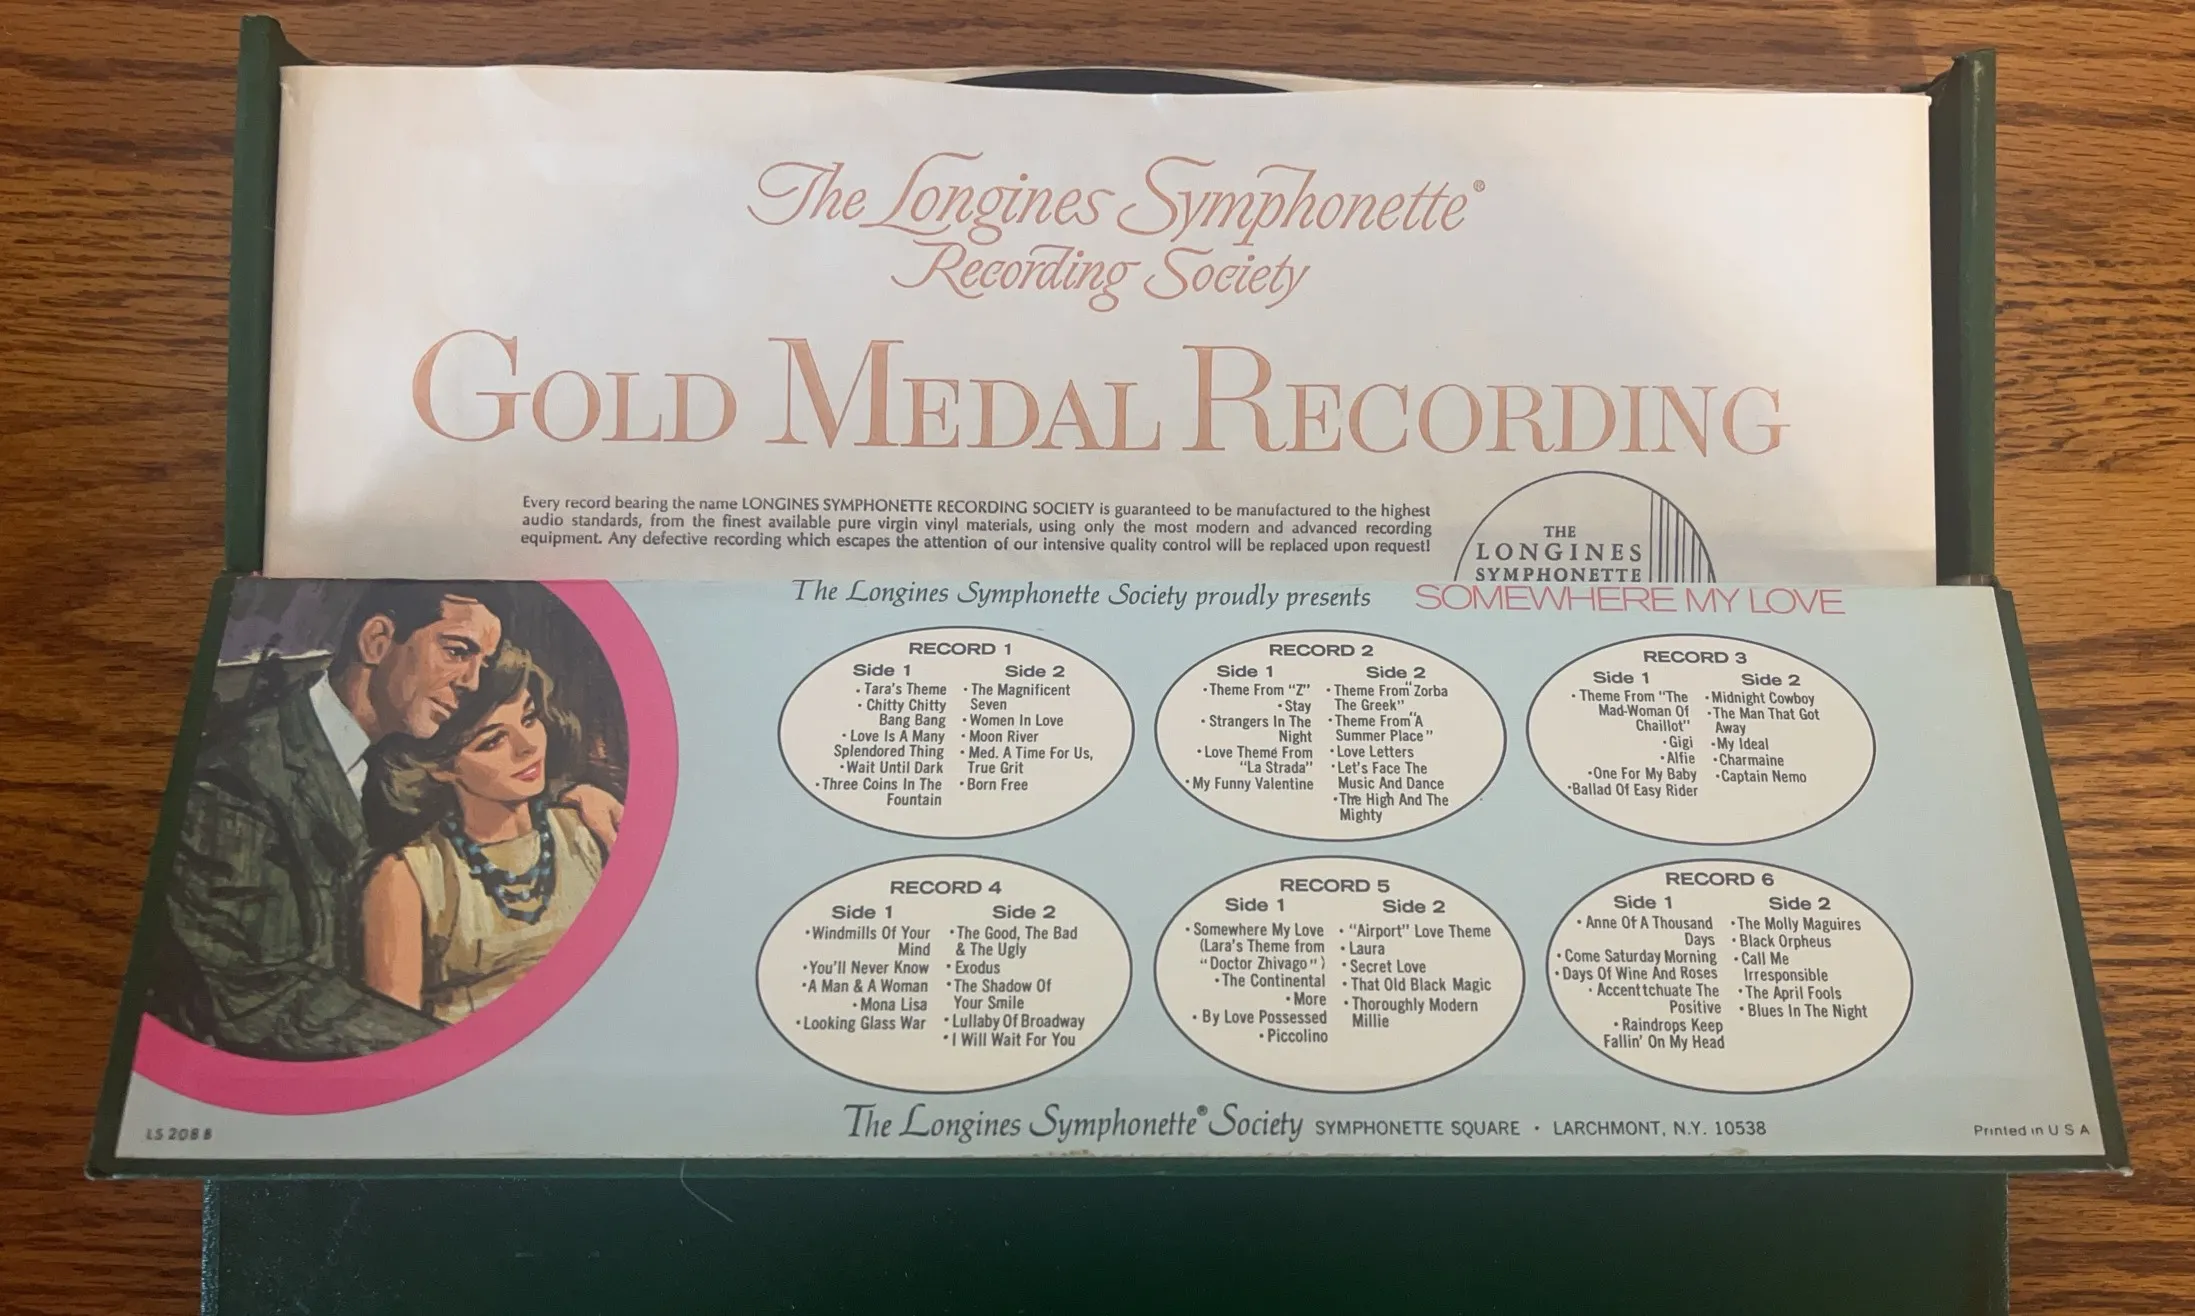 The Longines Symphonette®
Recording Society
GOLD MEDAL RECORDING
Every record bearing the name LONGINES SYMPHONETTE RECORDING SOCIETY is guaranteed to be manufactured to the highest
audio standards, from the finest available pure virgin vinyl materials, using only the most modern and advanced recording
equipment. Any defective recording which escapes the attention of our intensive quality control will be replaced upon request!
THE
LONGINES
SYMPHONETTE
The Longines Symphonette Society proudly presents SOMEWHERE MY LOVE
RECORD 1
Side 1
• Tara's Theme
• Chitty Chitty
Bang Bang
• Love Is A Many
Splendored Thing
• Wait Until Dark
• Three Coins In The
Fountain
Side 2
• The Magnificent
Seven
• Women In Love
• Moon River
• Med. A Time For Us,
True Grit
• Born Free
RECORD 2
Side 1
• Theme From "Z"
• Stay
• Strangers In The
Night
• Love Theme From
"La Strada"
• My Funny Valentine
Side 2
• Theme From "Zorba
The Greek"
• Theme From "A
Summer Place"
• Love Letters
• Let's Face The
Music And Dance
• The High And The
Mighty
RECORD 3
Side 1
• Theme From "The
Mad-Woman Of
Chaillot"
• Gigi
• Alfie
• One For My Baby
• Ballad Of Easy Rider
Side 2
• Midnight Cowboy
• The Man That Got
Away
• My Ideal
• Charmaine
• Captain Nemo
RECORD 4
Side 1
• Windmills Of Your
Mind
• You'll Never Know
• A Man & A Woman
• Mona Lisa
• Looking Glass War
Side 2
• The Good, The Bad
& The Ugly
• Exodus
• The Shadow Of
Your Smile
• Lullaby Of Broadway
• I Will Wait For You
RECORD 5
Side 1
• Somewhere My Love
(Lara's Theme from
"Doctor Zhivago")
• The Continental
• More
• By Love Possessed
• Piccolino
Side 2
• "Airport" Love Theme
• Laura
• Secret Love
• That Old Black Magic
• Thoroughly Modern
Millie
RECORD 6
Side 1
• Anne Of A Thousand
Days
• Come Saturday Morning
• Days Of Wine And Roses
• Accenttchuate The
Positive
• Raindrops Keep
Fallin' On My Head
Side 2
• The Molly Maguires
• Black Orpheus
• Call Me
Irresponsible
• The April Fools
• Blues In The Night
LS 208 B
The Longines Symphonette® Society SYMPHONETTE SQUARE • LARCHMONT, N.Y. 10538
Printed in U S A